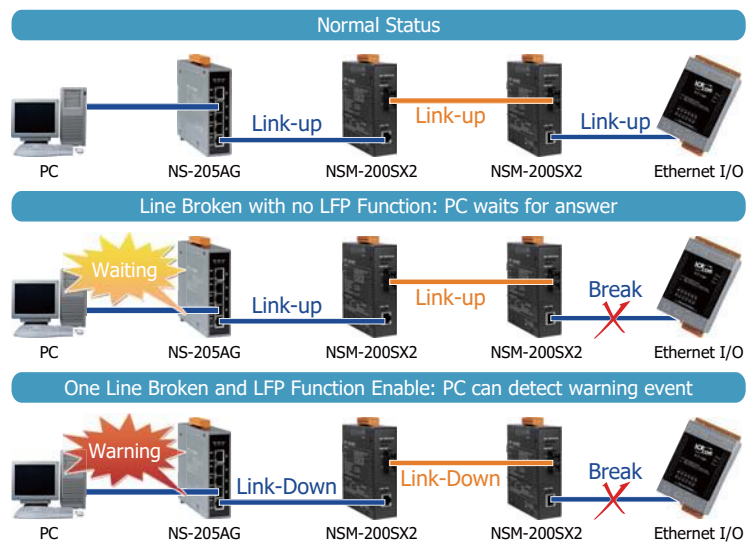 Normal Status
Link-up
Link-up
Link-up
PC
NS-205AG
NSM-200SX2
NSM-200SX2
Ethernet I/O
Line Broken with no LFP Function: PC waits for answer
Waiting
Link-up
Link-up
Break
PC
NS-205AG
NSM-200SX2
NSM-200SX2
Ethernet I/O
One Line Broken and LFP Function Enable: PC can detect warning event
Warning
Link-Down
Link-Down
Break
PC
NS-205AG
NSM-200SX2
NSM-200SX2
Ethernet I/O